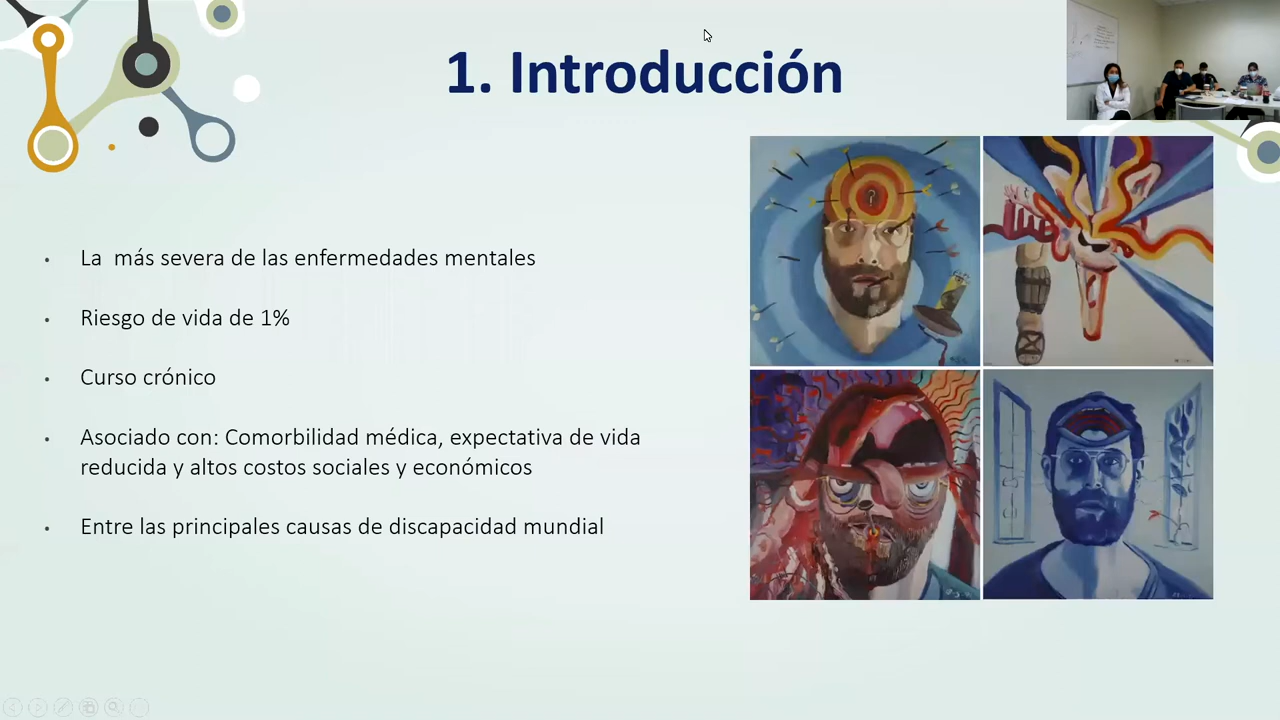 1. Introducción
La más severa de las enfermedades mentales
Riesgo de vida de 1%
Curso crónico
Asociado con: Comorbilidad médica, expectativa de vida
reducida y altos costos sociales y económicos
Entre las principales causas de discapacidad mundial